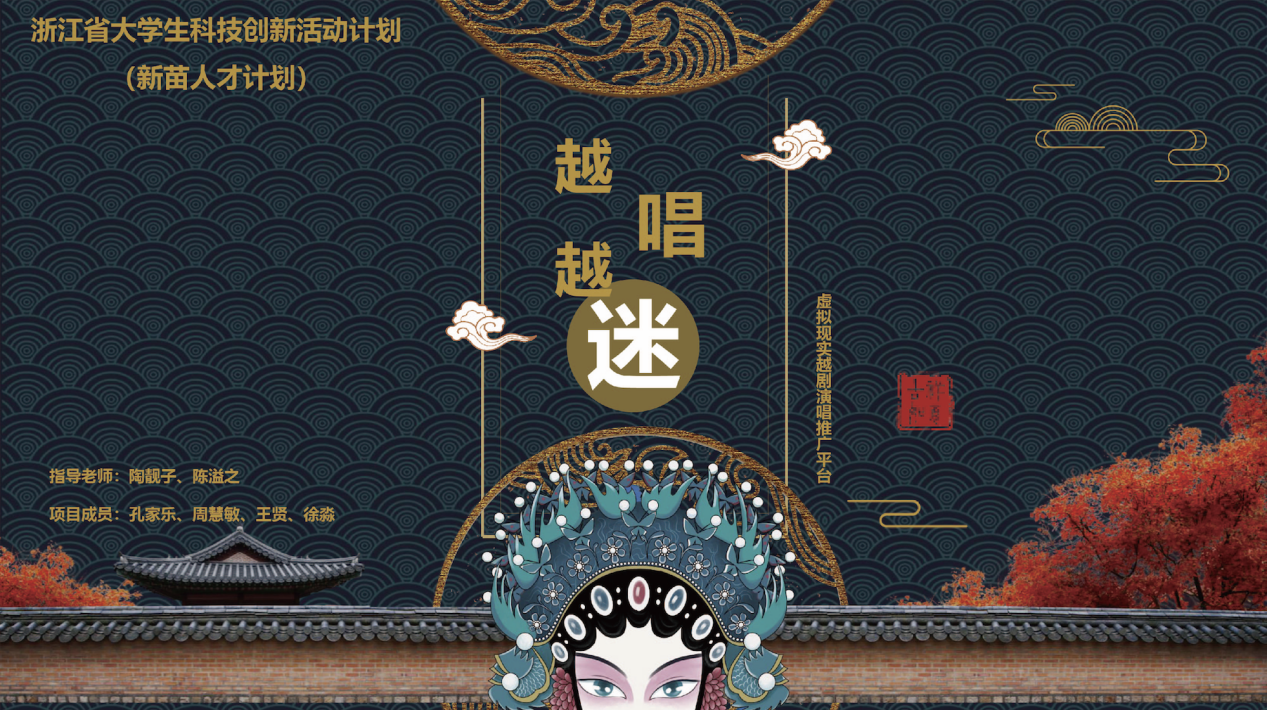 浙江省大学生科技创新活动计划
(新苗人才计划)
越
唱
越
迷
虚拟现实越剧演唱推广平台
指导老师：陶靓子、陈溢之
项目成员：孔家乐、周慧敏、王贤、徐淼